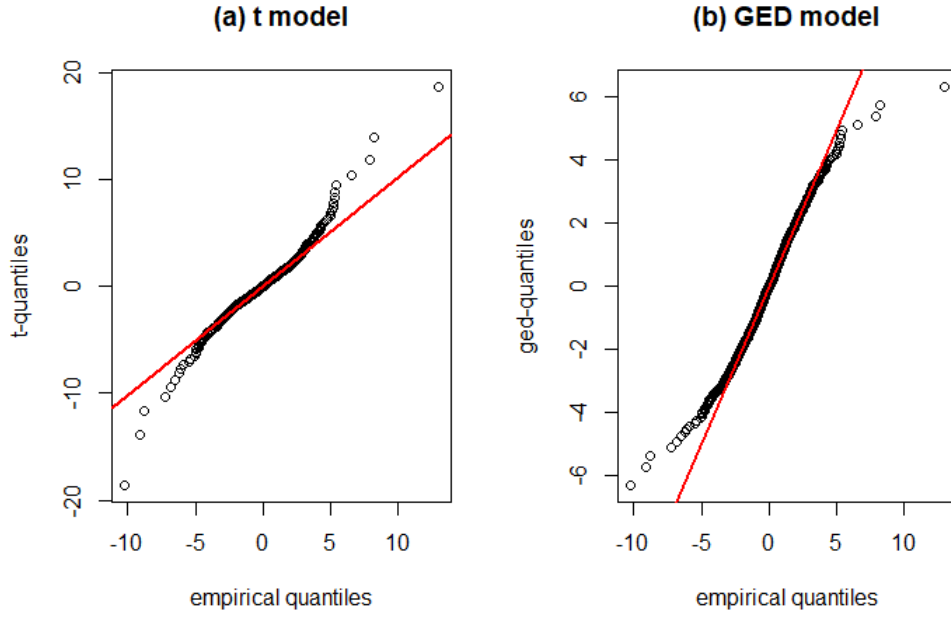 (a) t model
t-quantiles
20
10
0
-10
-20
-10 -5 0 5 10
empirical quantiles
(b) GED model
ged-quantiles
6
4
2
0
-2
-4
-6
-10 -5 0 5 10
empirical quantiles